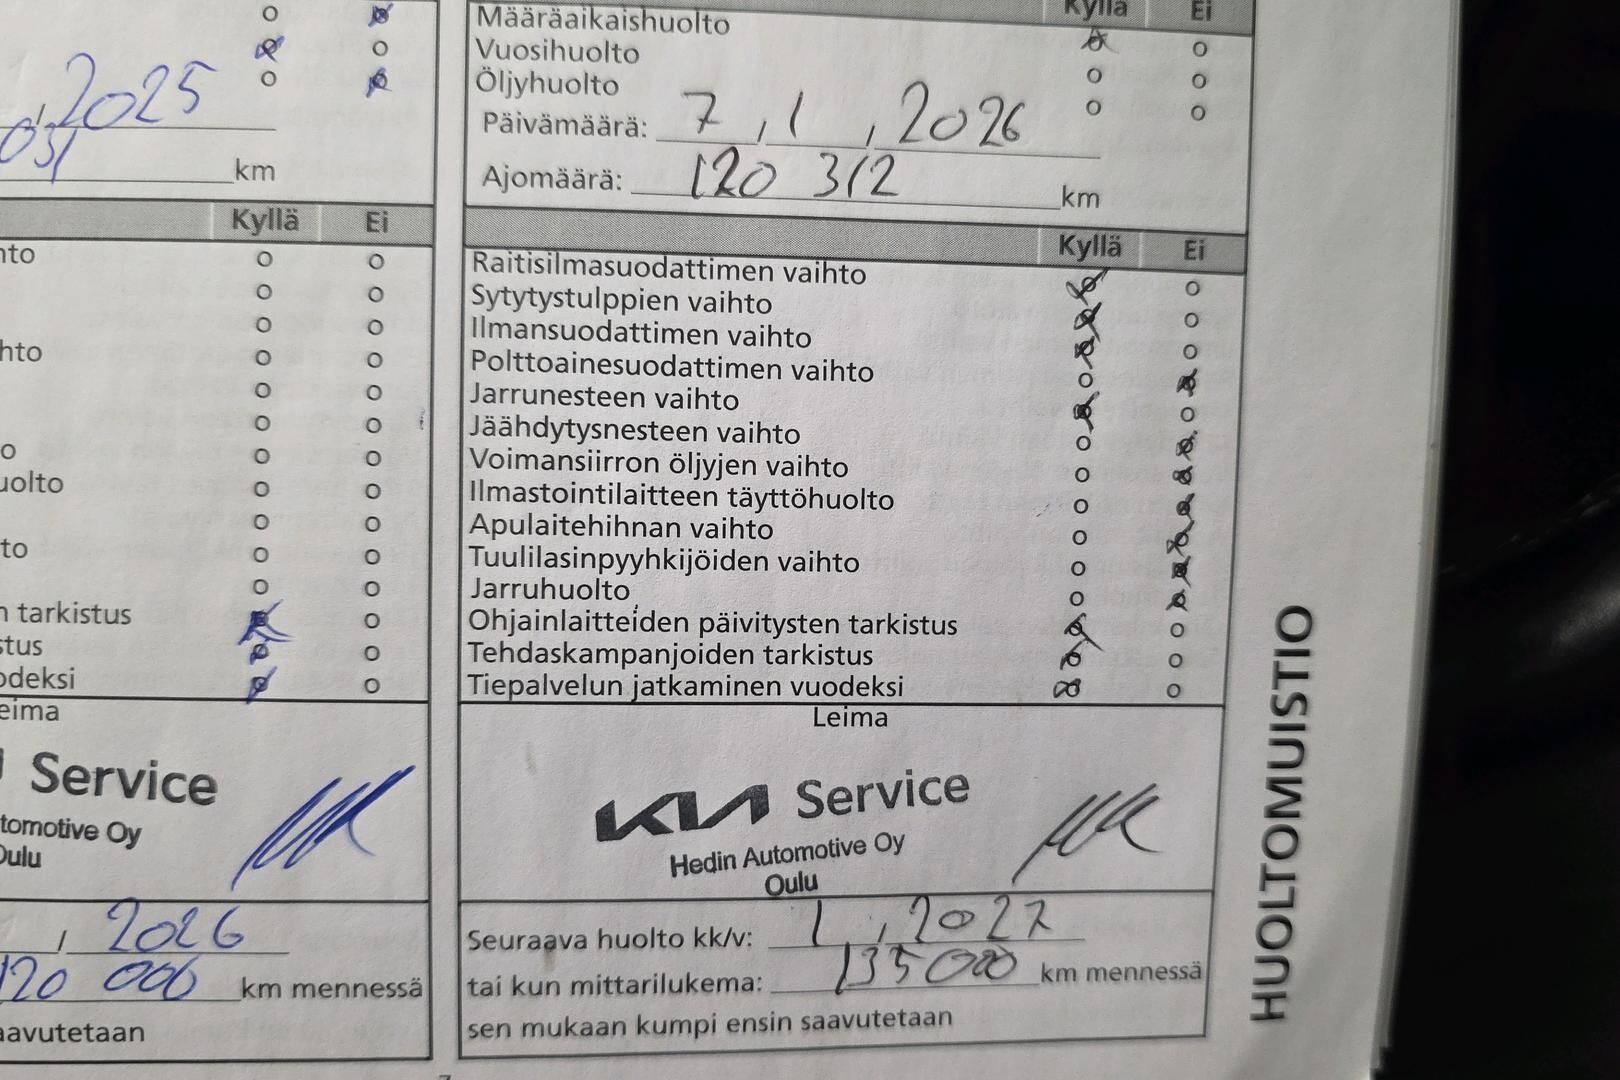 , 2025
031
km
Kyllä Ei
hto
hto
o
uolto
to
n tarkistus
stus
odeksi
eima
Service
tomotive Oy
Oulu
/ 2026
120 000 km mennessä
aavutetaan
Kyllä Ei
Määräaikaishuolto
Vuosihuolto
Öljyhuolto
Päivämäärä: 7 , 1 , 2026
Ajomäärä: 120 312 km
Kyllä Ei
Raitisilmasuodattimen vaihto
Sytytystulppien vaihto
Ilmansuodattimen vaihto
Polttoainesuodattimen vaihto
Jarrunesteen vaihto
Jäähdytysnesteen vaihto
Voimansiirron öljyjen vaihto
Ilmastointilaitteen täyttöhuolto
Apulaitehihnan vaihto
Tuulilasinpyyhkijöiden vaihto
Jarruhuolto
Ohjainlaitteiden päivitysten tarkistus
Tehdaskampanjoiden tarkistus
Tiepalvelun jatkaminen vuodeksi
Leima
KIA Service
Hedin Automotive Oy
Oulu
Seuraava huolto kk/v: 1 , 2027
tai kun mittarilukema: 135 000 km mennessä
sen mukaan kumpi ensin saavutetaan
HUOLTOMUISTIO